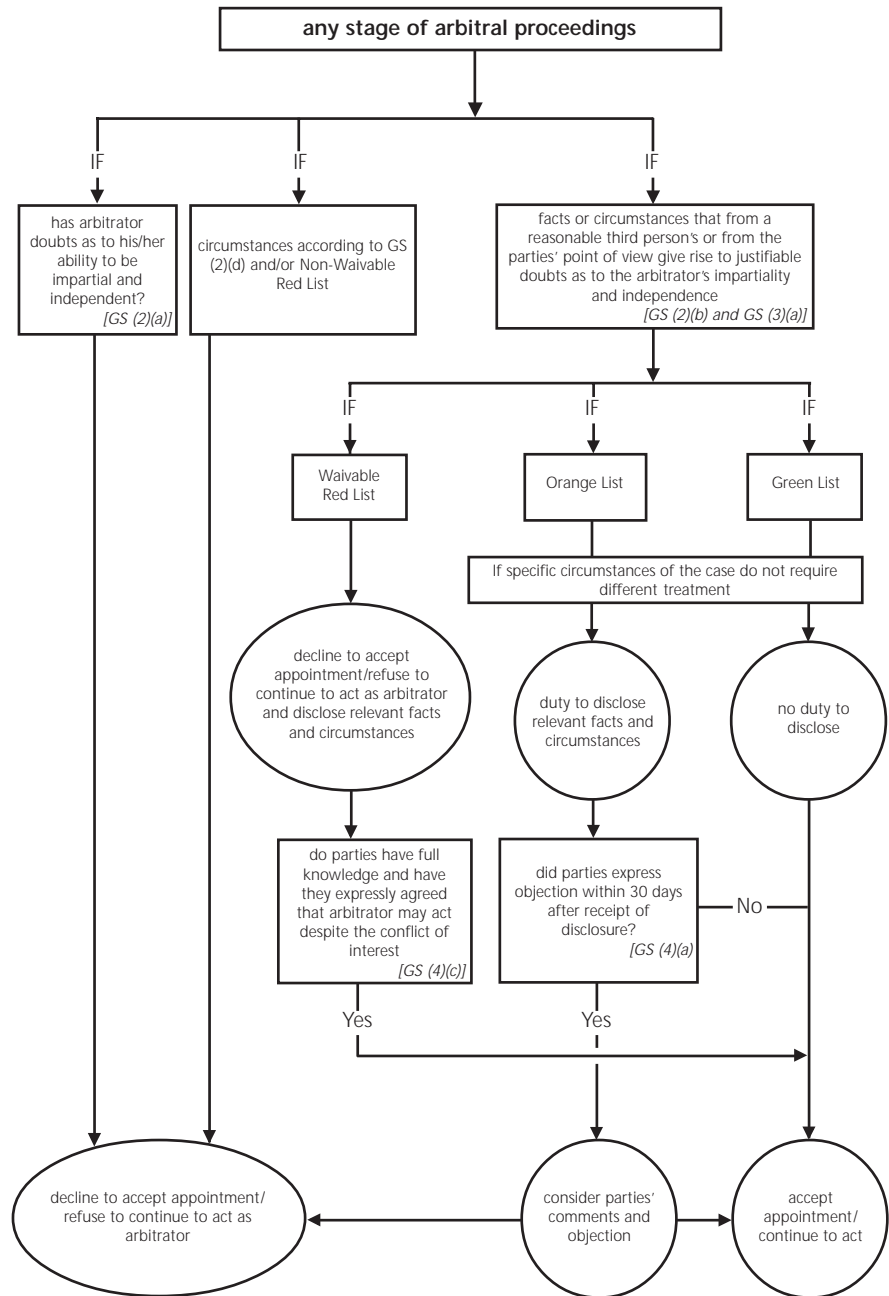 any stage of arbitral proceedings
IF
IF
IF
has arbitrator
doubts as to his/her
ability to be
impartial and
independent?
[GS (2)(a)]
circumstances according to GS
(2)(d) and/or Non-Waivable
Red List
facts or circumstances that from a
reasonable third person's or from the
parties' point of view give rise to justifiable
doubts as to the arbitrator's impartiality
and independence
[GS (2)(b) and GS (3)(a)]
IF
IF
IF
Waivable
Red List
Orange List
Green List
If specific circumstances of the case do not require
different treatment
decline to accept
appointment/refuse to
continue to act as arbitrator
and disclose relevant facts
and circumstances
duty to disclose
relevant facts and
circumstances
no duty to
disclose
do parties have full
knowledge and have
they expressly agreed
that arbitrator may act
despite the conflict of
interest
[GS (4)(c)]
did parties express
objection within 30 days
after receipt of
disclosure?
[GS (4)(a)
No
Yes
Yes
decline to accept appointment/
refuse to continue to act as
arbitrator
consider parties'
comments and
objection
accept
appointment/
continue to act